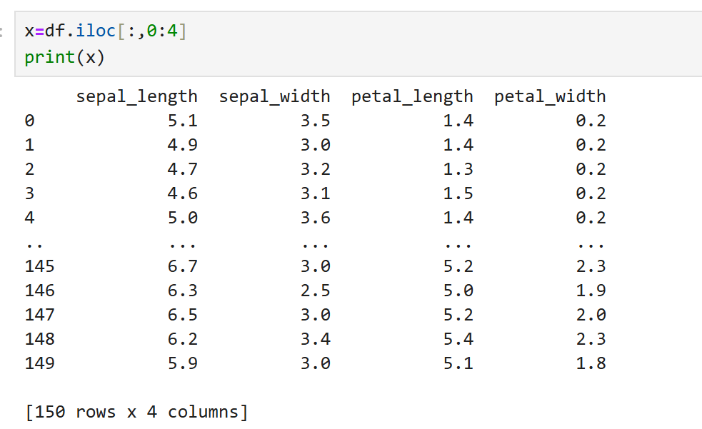 x=df.iloc[:,0:4]
print(x)
sepal_length sepal_width petal_length petal_width
0 5.1 3.5 1.4 0.2
1 4.9 3.0 1.4 0.2
2 4.7 3.2 1.3 0.2
3 4.6 3.1 1.5 0.2
4 5.0 3.6 1.4 0.2
.. ... ... ... ...
145 6.7 3.0 5.2 2.3
146 6.3 2.5 5.0 1.9
147 6.5 3.0 5.2 2.0
148 6.2 3.4 5.4 2.3
149 5.9 3.0 5.1 1.8
[150 rows x 4 columns]